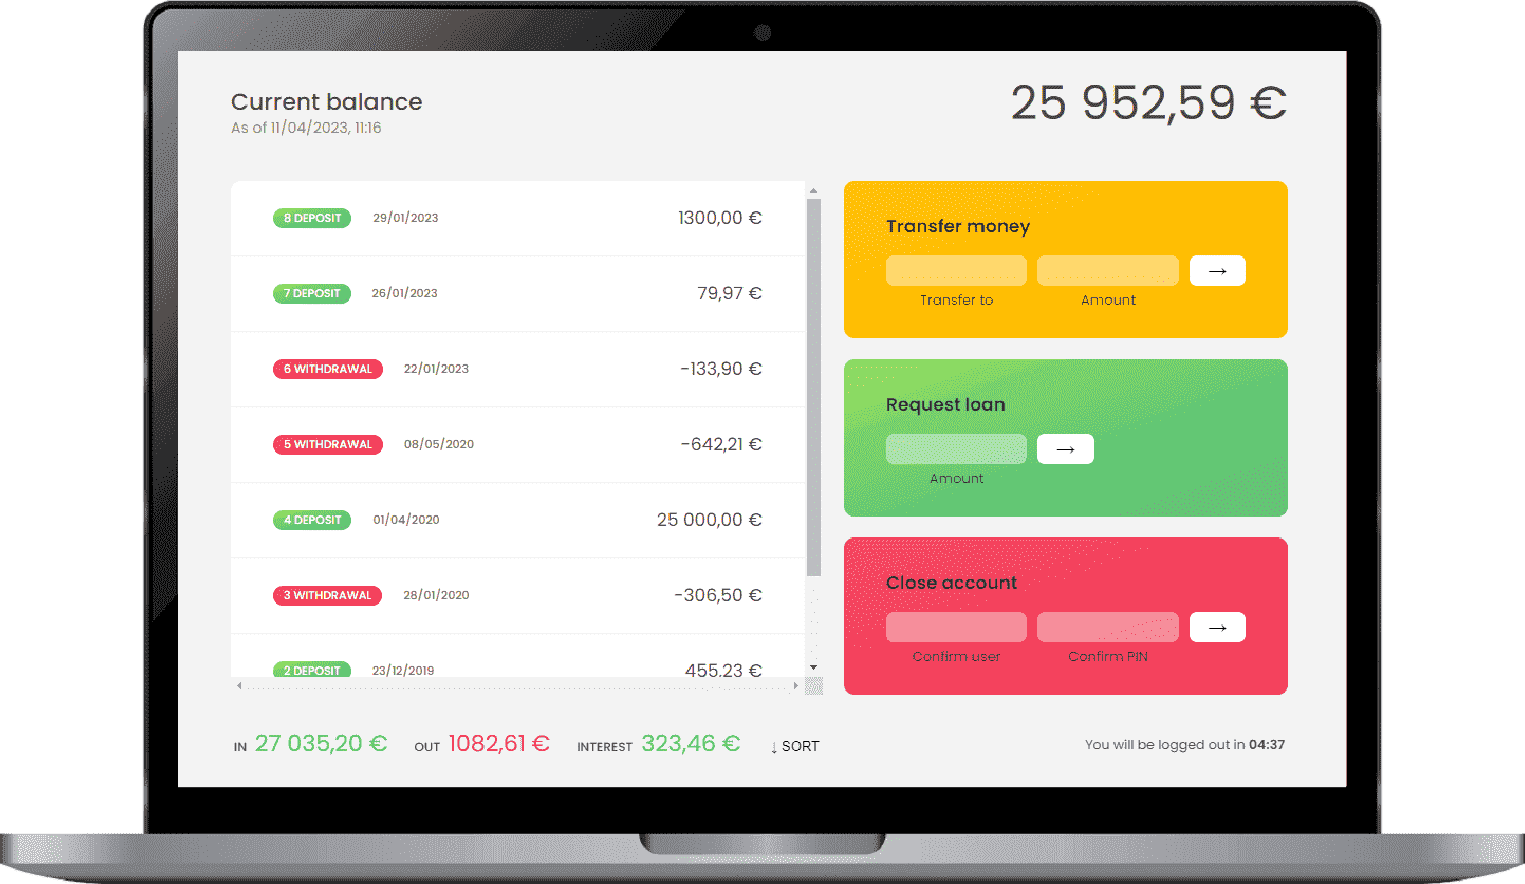 Current balance
As of 11/04/2023, 11:16
25 952,59 €
8 DEPOSIT 29/01/2023 1300,00 €
7 DEPOSIT 26/01/2023 79,97 €
6 WITHDRAWAL 22/01/2023 -133,90 €
5 WITHDRAWAL 08/05/2020 -642,21 €
4 DEPOSIT 01/04/2020 25 000,00 €
3 WITHDRAWAL 28/01/2020 -306,50 €
2 DEPOSIT 23/12/2019 455,23 €
Transfer money
→
Transfer to Amount
Request loan
→
Amount
Close account
→
Confirm user Confirm PIN
IN 27 035,20 € OUT 1082,61 € INTEREST 323,46 € ↓ SORT
You will be logged out in 04:37